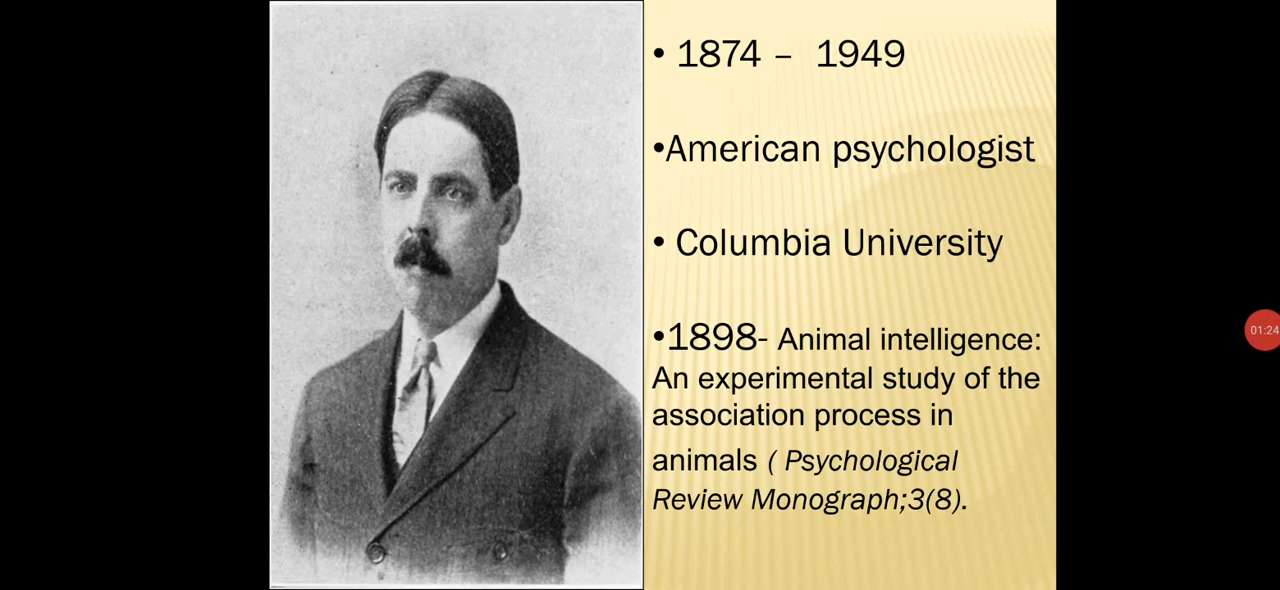 • 1874 – 1949
•American psychologist
• Columbia University
•1898- Animal intelligence:
An experimental study of the
association process in
animals ( Psychological
Review Monograph;3(8).
01:24